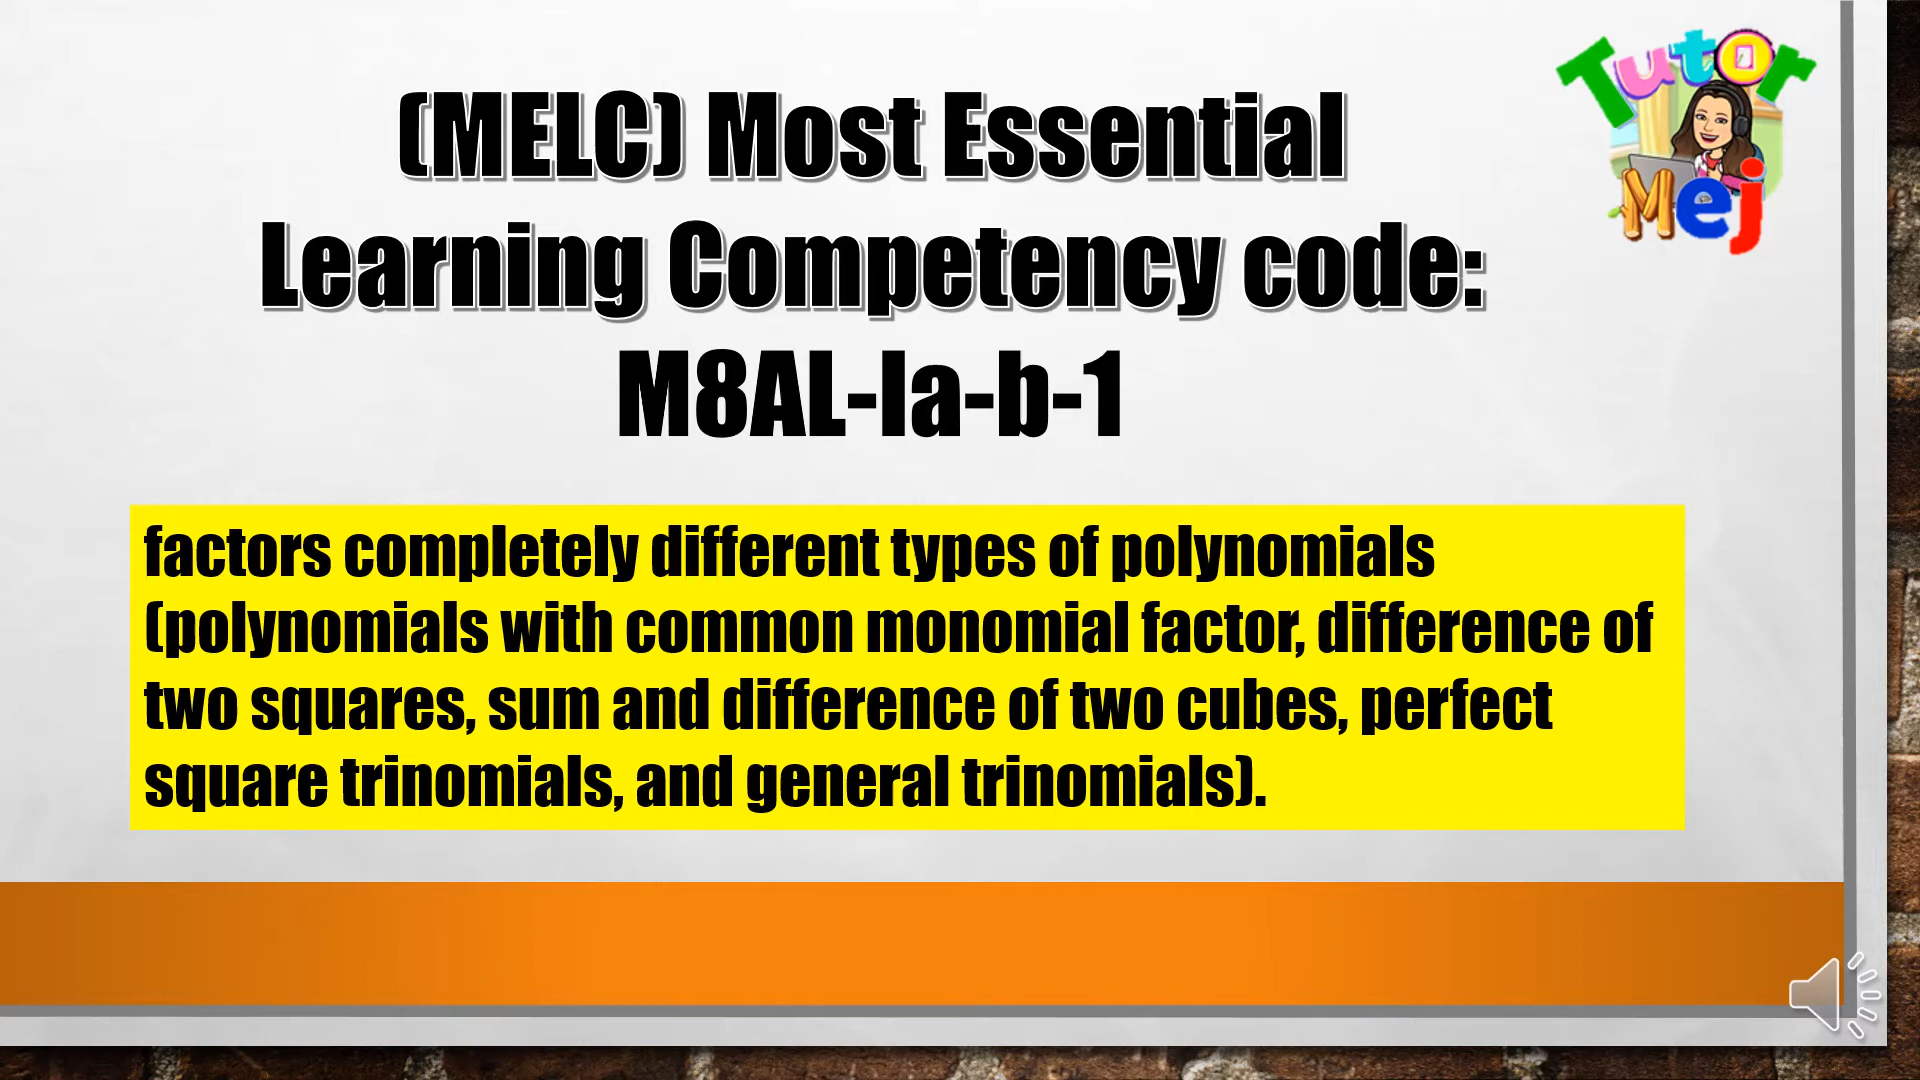 (MELC) Most Essential
Learning Competency code:
M8AL-Ia-b-1
Tutor
Mej
factors completely different types of polynomials
(polynomials with common monomial factor, difference of
two squares, sum and difference of two cubes, perfect
square trinomials, and general trinomials).